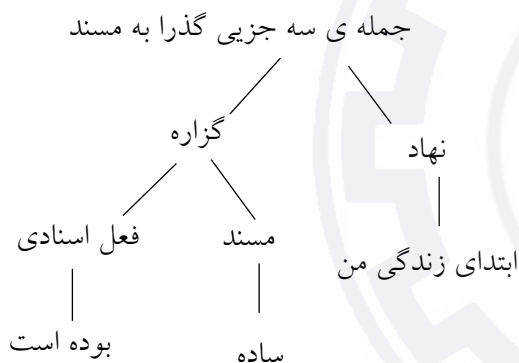 جمله ی سه جزیی گذرا به مسند
گزاره
نهاد
فعل اسنادی
مسند
ابتدای زندگی من
بوده است
ساده